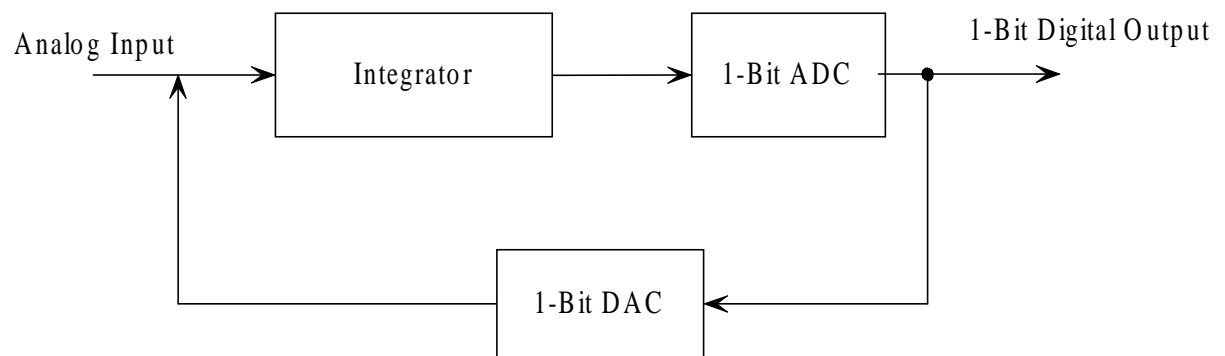 Analog Input
Integrator
1-Bit ADC
1-Bit Digital Output
1-Bit DAC